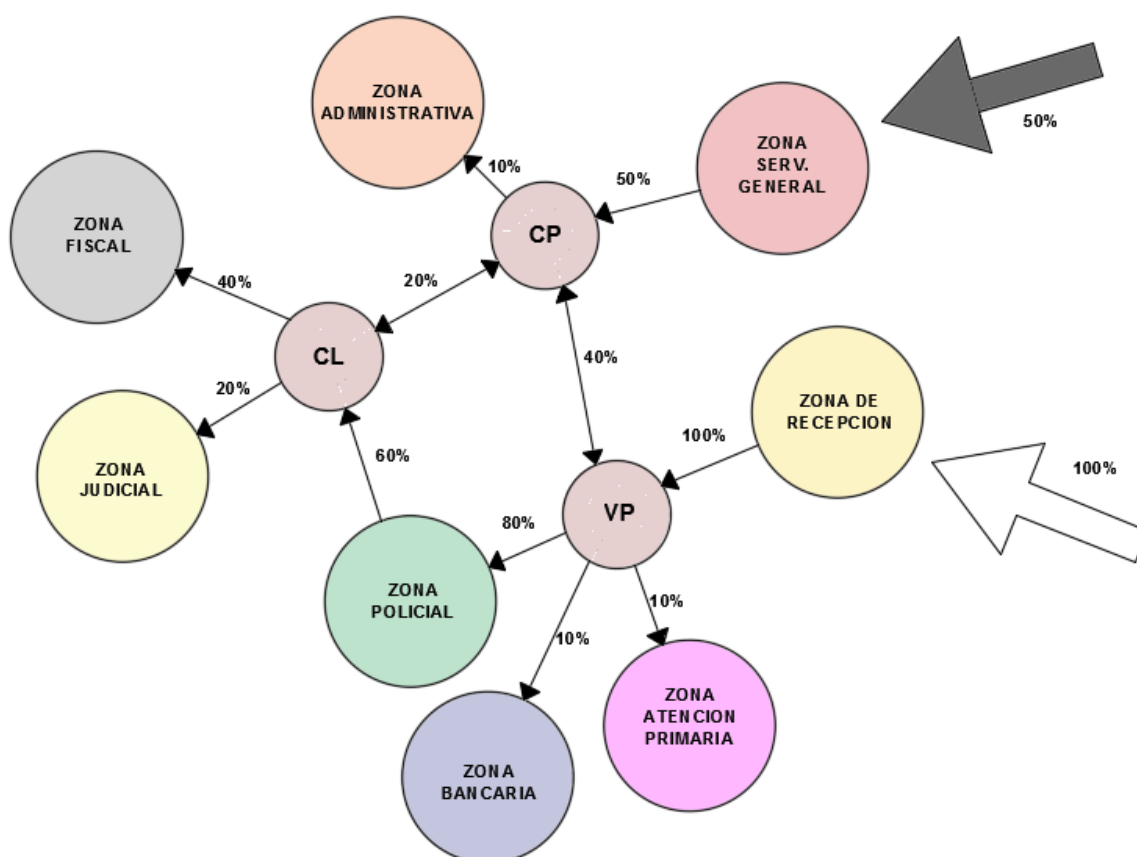 ZONA
ADMINISTRATIVA
10%
50%
ZONA
SERV.
GENERAL
50%
CP
ZONA
FISCAL
40%
20%
CL
40%
20%
ZONA
JUDICIAL
60%
ZONA DE
RECEPCION
100%
100%
VP
80%
ZONA
POLICIAL
10%
10%
ZONA
BANCARIA
ZONA
ATENCION
PRIMARIA